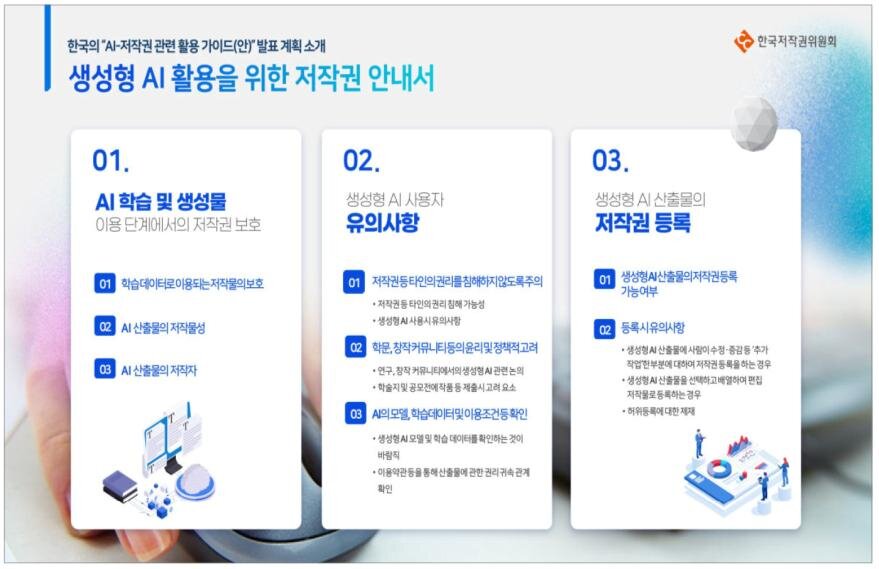 한국의 "AI-저작권 관련 활용 가이드(안)" 발표 계획 소개
생성형 AI 활용을 위한 저작권 안내서
한국저작권위원회
01.
AI 학습 및 생성물
이용 단계에서의 저작권 보호
01 학습 데이터로 이용되는 저작물의 보호
02 AI 산출물의 저작물성
03 AI 산출물의 저작자
02.
생성형 AI 사용자
유의사항
01 저작권 등 타인의 권리를 침해하지 않도록 주의
• 저작권 등 타인의 권리 침해 가능성
• 생성형 AI 사용 시 유의사항
02 학문, 창작 커뮤니티 등의 윤리 및 정책적 고려
• 연구, 창작 커뮤니티에서의 생성형 AI 관련 논의
• 학술지 및 공모전에 작품 등 제출 시 고려 요소
03 AI의 모델, 학습 데이터 및 이용조건 등 확인
• 생성형 AI 모델 및 학습 데이터를 확인하는 것이
바람직
• 이용약관 등을 통해 산출물에 관한 권리 귀속 관계
확인
03.
생성형 AI 산출물의
저작권 등록
01 생성형 AI 산출물의 저작권 등록
가능 여부
02 등록 시 유의사항
• 생성형 AI 산출물에 사람이 수정·증감 등 '추가
작업'한 부분에 대하여 저작권 등록을 하는 경우
• 생성형 AI 산출물을 선택하고 배열하여 편집
저작물로 등록하는 경우
• 허위등록에 대한 제재